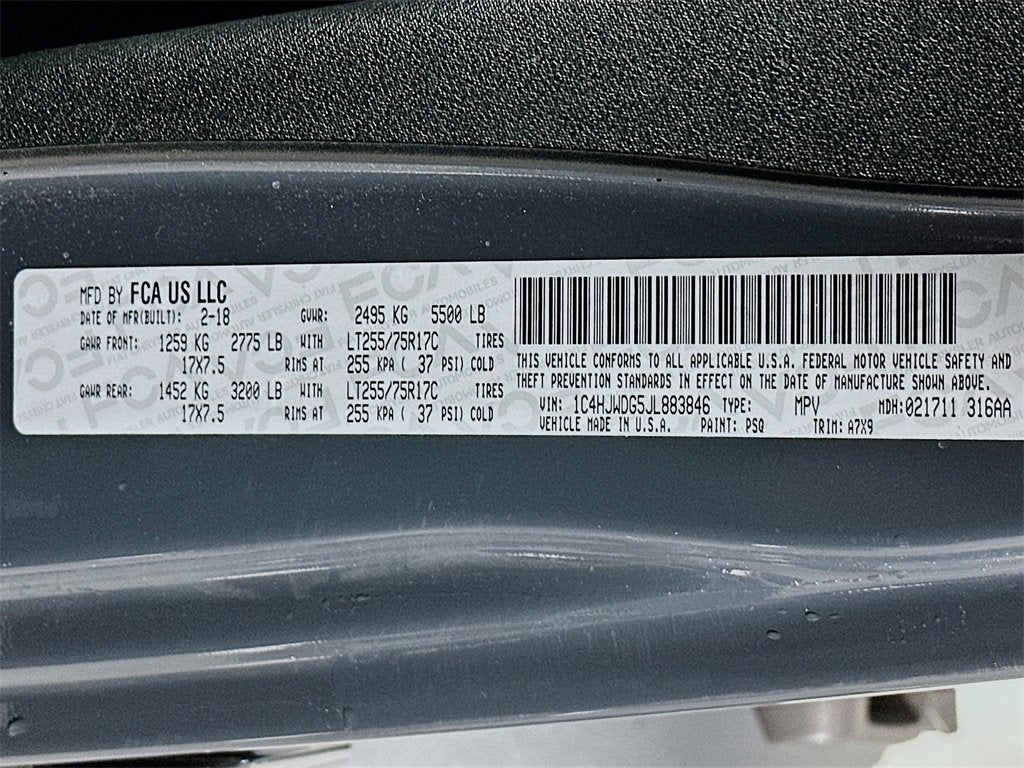 MFD BY FCA US LLC
DATE OF MFR(BUILT): 2-18 GVWR: 2495 KG 5500 LB
GAWR FRONT: 1259 KG 2775 LB WITH LT255/75R17C TIRES
17X7.5 RIMS AT 255 KPA ( 37 PSI) COLD
GAWR REAR: 1452 KG 3200 LB WITH LT255/75R17C TIRES
17X7.5 RIMS AT 255 KPA ( 37 PSI) COLD
THIS VEHICLE CONFORMS TO ALL APPLICABLE U.S.A. FEDERAL MOTOR VEHICLE SAFETY AND
THEFT PREVENTION STANDARDS IN EFFECT ON THE DATE OF MANUFACTURE SHOWN ABOVE.
VIN: 1C4HJWDG5JL883846 TYPE: MPV MDH:021711 316AA
VEHICLE MADE IN U.S.A. PAINT: PSQ TRIM: A7X9